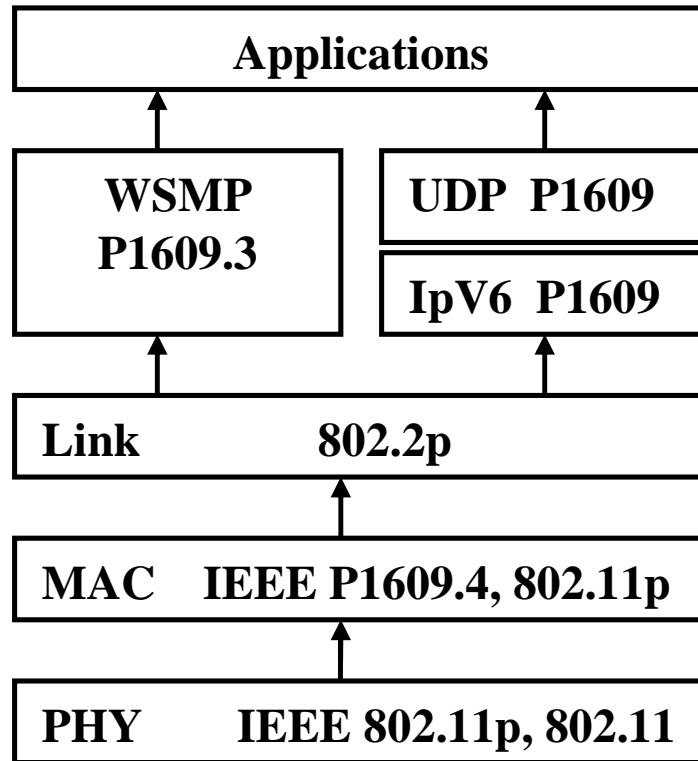 Applications
WSMP
P1609.3
UDP P1609
IpV6 P1609
Link 802.2p
MAC IEEE P1609.4, 802.11p
PHY IEEE 802.11p, 802.11